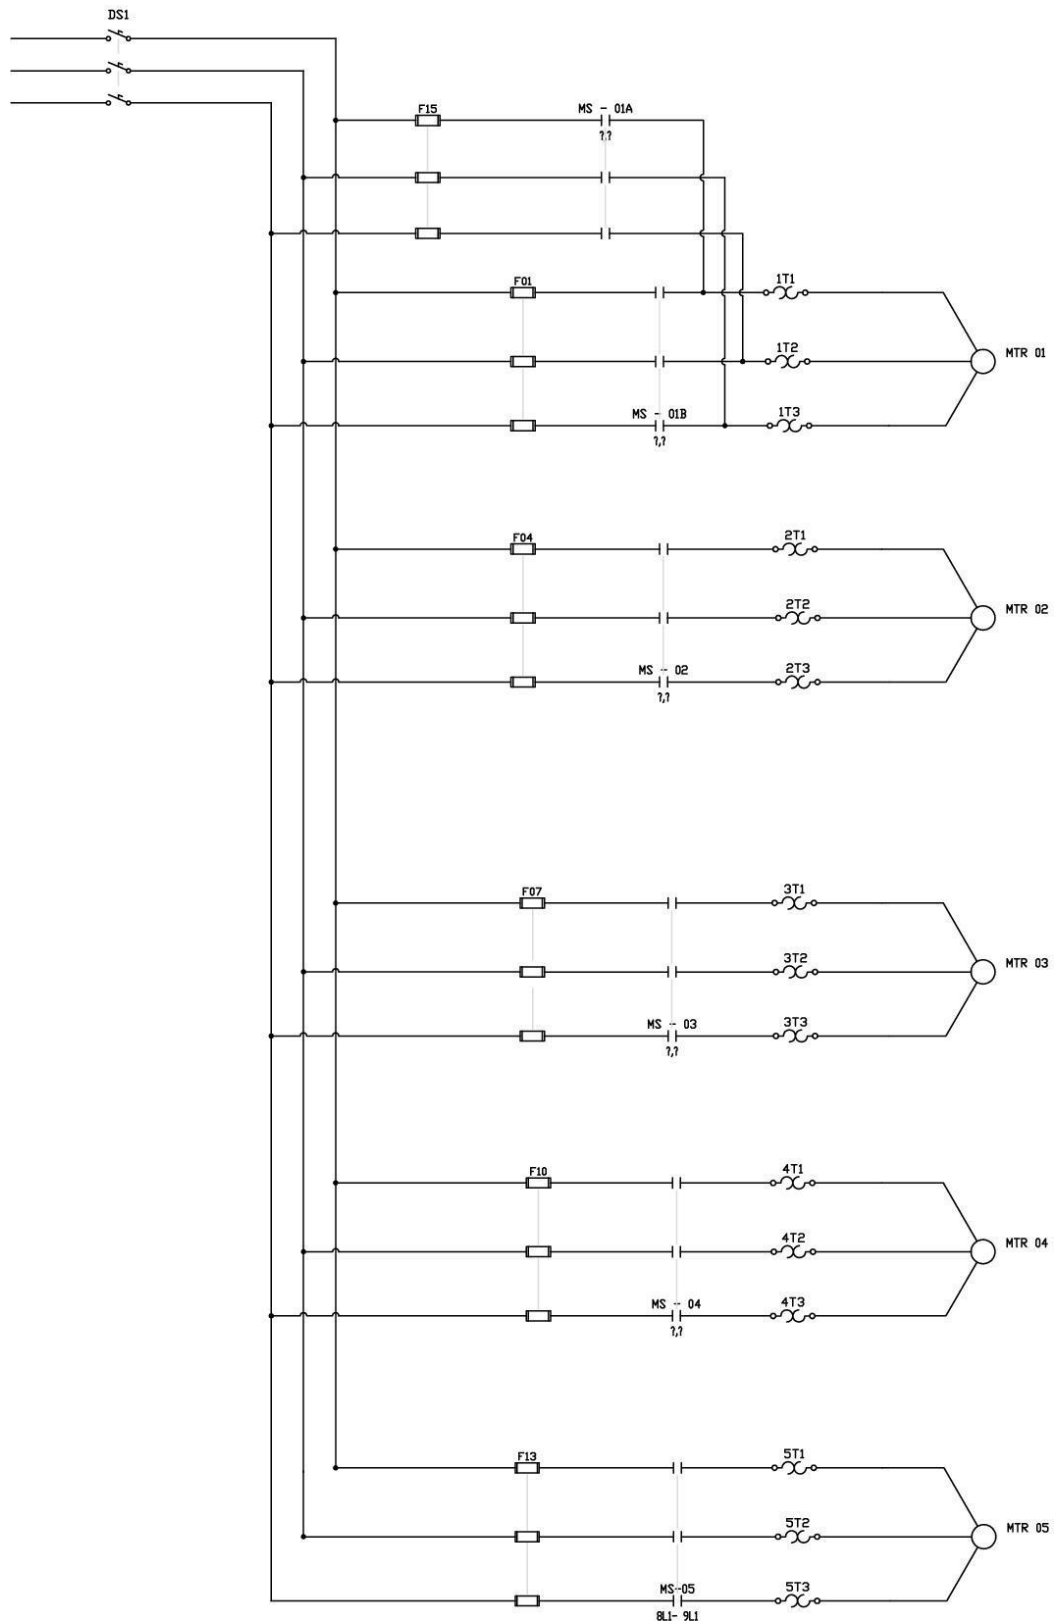 DS1
F15
MS - 01A
?,?
F01
1T1
1T2
MTR 01
MS - 01B
1T3
?,?
F04
2T1
2T2
MTR 02
MS - 02
2T3
?,?
F07
3T1
3T2
MTR 03
MS - 03
3T3
?,?
F10
4T1
4T2
MTR 04
MS - 04
4T3
?,?
F13
5T1
5T2
MTR 05
MS-05
5T3
8L1- 9L1